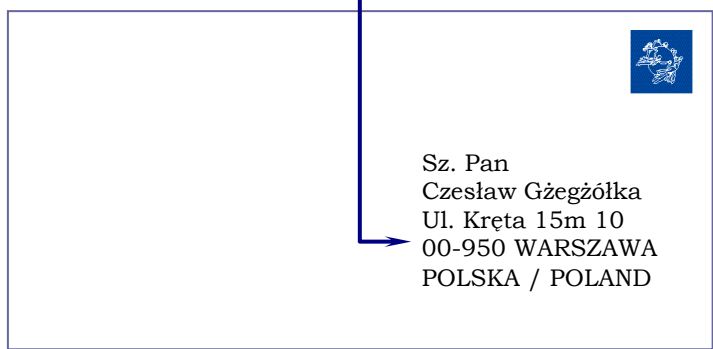 Sz. Pan
Czesław Gżegżółka
Ul. Kręta 15m 10
00-950 WARSZAWA
POLSKA / POLAND